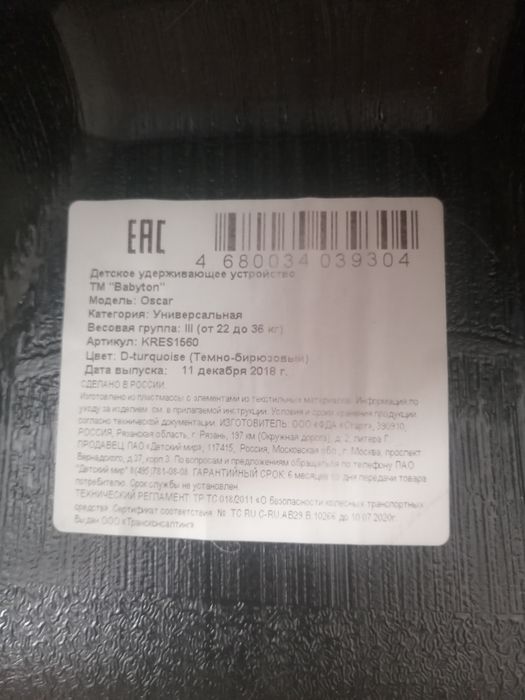 EAC
4 680034 039304
Детское удерживающее устройство
ТМ "Babyton"
Модель: Oscar
Категория: Универсальная
Весовая группа: III (от 22 до 36 кг)
Артикул: KRES1560
Цвет: D-turquoise (Темно-бирюзовый)
Дата выпуска: 11 декабря 2018 г.
СДЕЛАНО В РОССИИ.
Изготовлено из пластмассы с элементами из текстильных материалов. Информация по
уходу за изделием см. в прилагаемой инструкции. Условия и сроки хранения продукции
согласно технической документации. ИЗГОТОВИТЕЛЬ: ООО «ФДА «Старт», 390910,
РОССИЯ, Рязанская область, г. Рязань, 197 км (Окружная дорога), д. 2, литера Г.
ПРОДАВЕЦ: ПАО «Детский мир», 117415, Россия, Московская обл., г. Москва, проспект
Вернадского, д.37, корп.3. По вопросам и предложениям обращаться по телефону ПАО
"Детский мир" 8(495)781-08-08. ГАРАНТИЙНЫЙ СРОК: 6 месяцев со дня передачи товара
потребителю. Срок службы не установлен.
ТЕХНИЧЕСКИЙ РЕГЛАМЕНТ: ТР ТС 018/2011 «О безопасности колесных транспортных
средств». Сертификат соответствия: № ТС RU C-RU.АВ29.В.10266 до 10.07.2020г.
Выдан ООО «Трансконсалтинг»